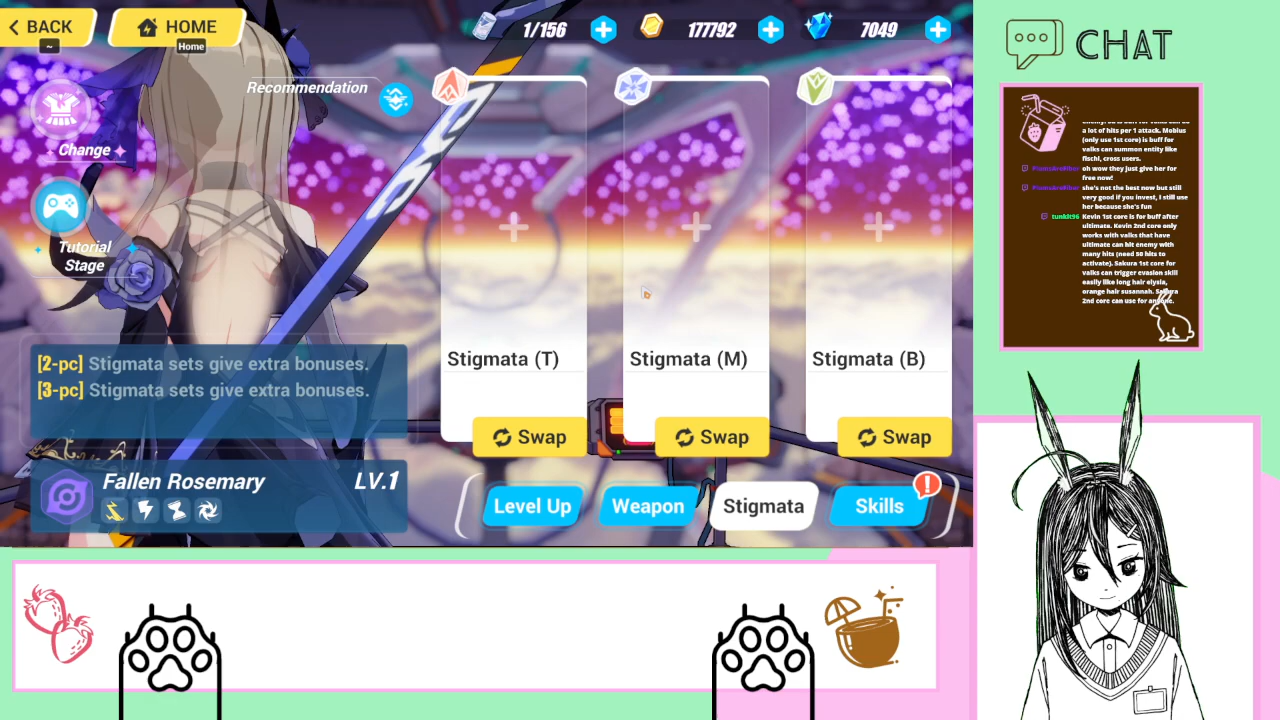 BACK
~
HOME
Home
1/156
177792
7049
Recommendation
Change
Tutorial
Stage
Stigmata (T)
Stigmata (M)
Stigmata (B)
Swap
Swap
Swap
[2-pc] Stigmata sets give extra bonuses.
[3-pc] Stigmata sets give extra bonuses.
Fallen Rosemary
LV.1
Level Up
Weapon
Stigmata
Skills
!
CHAT
a lot of hits per 1 attack. Mobius
(only use 1st core) is buff for
valks can summon entity like
fischl, cross users.
oh wow they just give her for
free now!
she's not the best now but still
very good if you invest, I still use
her because she's fun
tunklt96 Kevin 1st core is for buff after
ultimate. Kevin 2nd core only
works with valks that have
ultimate can hit enemy with
many hits (need 50 hits to
activate). Sakura 1st core for
valks can trigger evasion skill
easily like long hair elysia,
orange hair susannah. Sakura
2nd core can use for anyone.